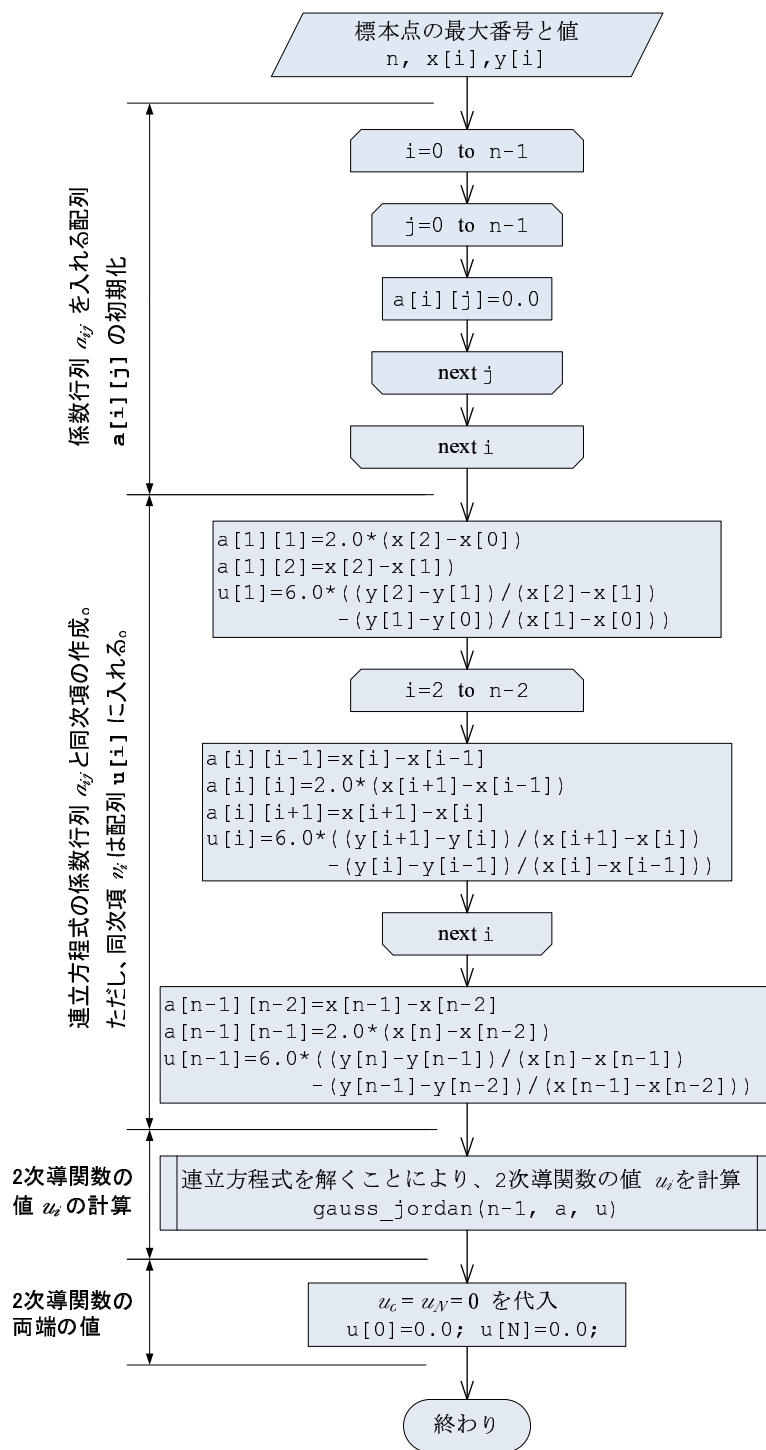 標本点の最大番号と値
n, x[i],y[i]
係数行列 aij を入れる配列
a[i][j] の初期化
i=0 to n-1
j=0 to n-1
a[i][j]=0.0
next j
next i
連立方程式の係数行列 aij と同次項の作成。
ただし、同次項 vi は配列 u[i] に入れる。
a[1][1]=2.0*(x[2]-x[0])
a[1][2]=x[2]-x[1])
u[1]=6.0*((y[2]-y[1])/(x[2]-x[1])
-(y[1]-y[0])/(x[1]-x[0]))
i=2 to n-2
a[i][i-1]=x[i]-x[i-1]
a[i][i]=2.0*(x[i+1]-x[i-1])
a[i][i+1]=x[i+1]-x[i]
u[i]=6.0*((y[i+1]-y[i])/(x[i+1]-x[i])
-(y[i]-y[i-1])/(x[i]-x[i-1]))
next i
a[n-1][n-2]=x[n-1]-x[n-2]
a[n-1][n-1]=2.0*(x[n]-x[n-2])
u[n-1]=6.0*((y[n]-y[n-1])/(x[n]-x[n-1])
-(y[n-1]-y[n-2])/(x[n-1]-x[n-2]))
2次導関数の
値 ui の計算
連立方程式を解くことにより、2次導関数の値 uiを計算
gauss_jordan(n-1, a, u)
2次導関数の
両端の値
uc = uN = 0 を代入
u[0]=0.0; u[N]=0.0;
終わり